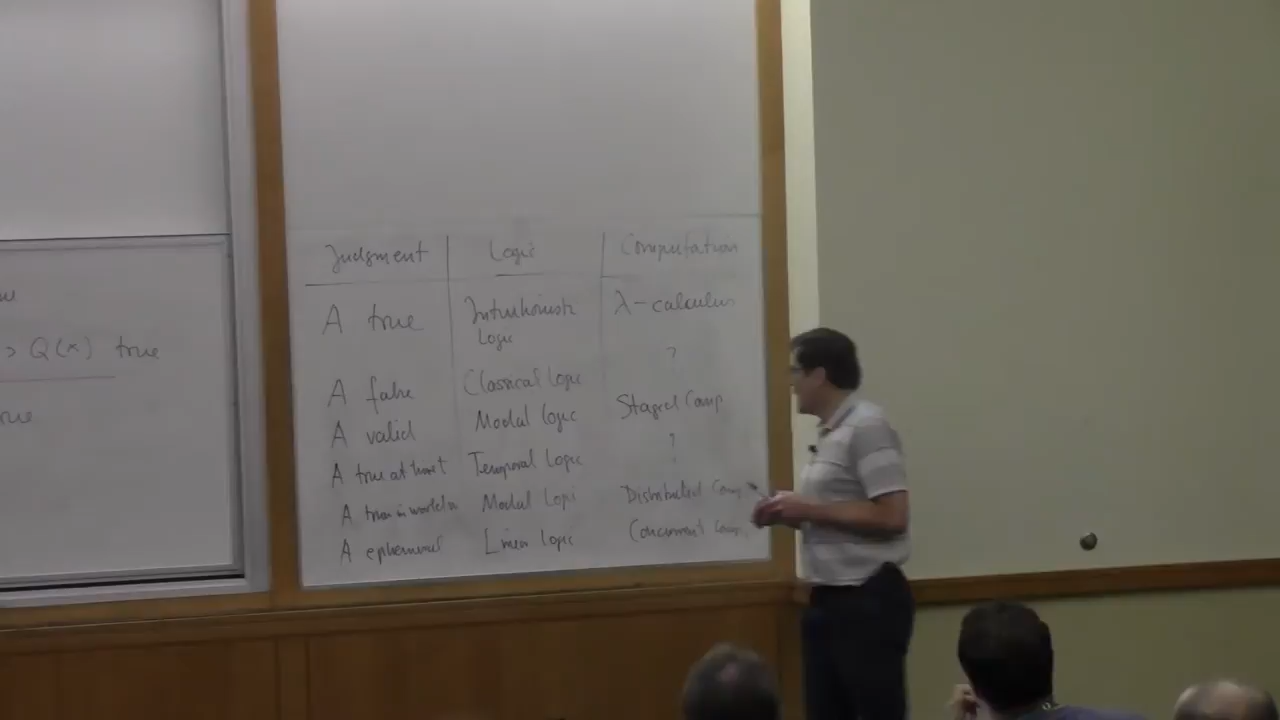 > Q(x) true
Judgment Logic Computation
A true Intuitionistic Logic λ-calculus
?
A false Classical Logic
A valid Modal Logic Staged Comp
?
A true at time t Temporal Logic
A true in world w Modal Logic Distributed Comp.
A ephemeral Linear Logic Concurrent Comp.